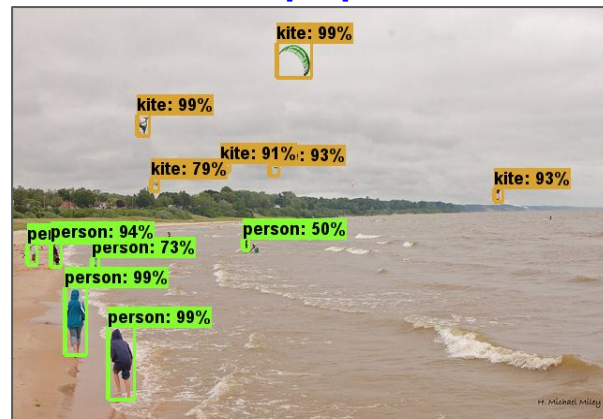 kite: 99%
kite: 99%
kite: 91%
: 93%
kite: 79%
kite: 93%
person: 94%
person: 50%
person: 73%
person: 99%
person: 99%
H. Michael Miley